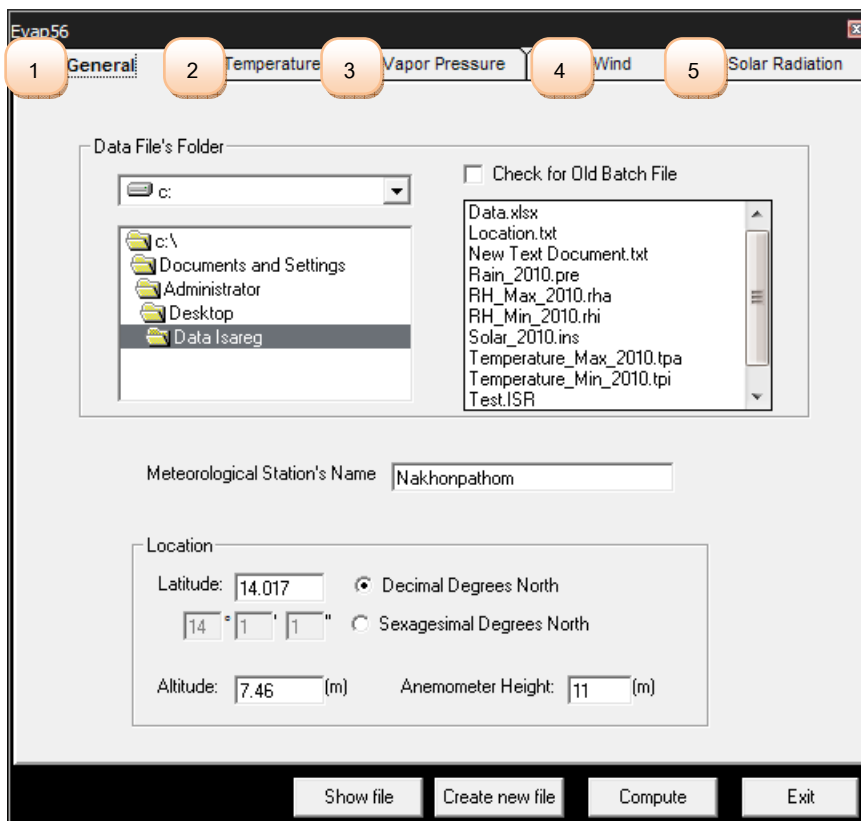 Evap56
1 General 2 Temperature 3 Vapor Pressure 4 Wind 5 Solar Radiation
Data File's Folder
c:
c:\
Documents and Settings
Administrator
Desktop
Data Isareg
Check for Old Batch File
Data.xlsx
Location.txt
New Text Document.txt
Rain_2010.pre
RH_Max_2010.rha
RH_Min_2010.rhi
Solar_2010.ins
Temperature_Max_2010.tpa
Temperature_Min_2010.tpi
Test.ISR
Meteorological Station's Name Nakhonpathom
Location
Latitude: 14.017 Decimal Degrees North
14 ° 1 ' 1 " Sexagesimal Degrees North
Altitude: 7.46 (m) Anemometer Height: 11 (m)
Show file Create new file Compute Exit